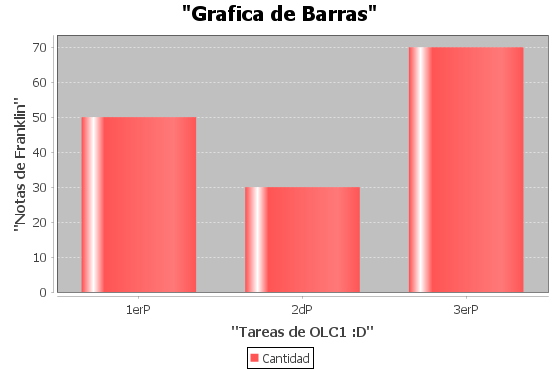 "Grafica de Barras"
"Notas de Franklin"
70
60
50
40
30
20
10
0
1erP 2dP 3erP
"Tareas de OLC1 :D"
Cantidad